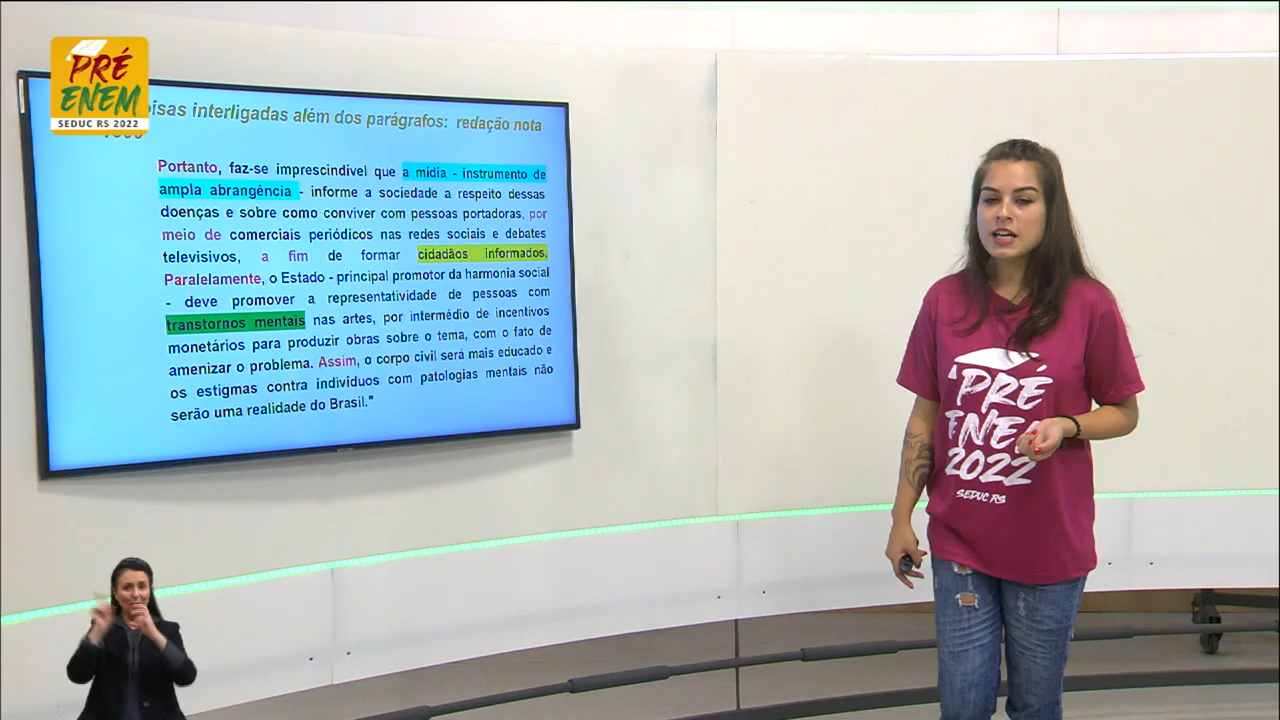 PRÉ
ENEM
SEDUC RS 2022
oisas interligadas além dos parágrafos: redação nota
Portanto, faz-se imprescindível que a mídia - instrumento de
ampla abrangência - informe a sociedade a respeito dessas
doenças e sobre como conviver com pessoas portadoras, por
meio de comerciais periódicos nas redes sociais e debates
televisivos, a fim de formar cidadãos informados.
Paralelamente, o Estado - principal promotor da harmonia social
- deve promover a representatividade de pessoas com
transtornos mentais nas artes, por intermédio de incentivos
monetários para produzir obras sobre o tema, com o fato de
amenizar o problema. Assim, o corpo civil será mais educado e
os estigmas contra indivíduos com patologias mentais não
serão uma realidade do Brasil."
PRÉ
ENEM
2022
SEDUC RS